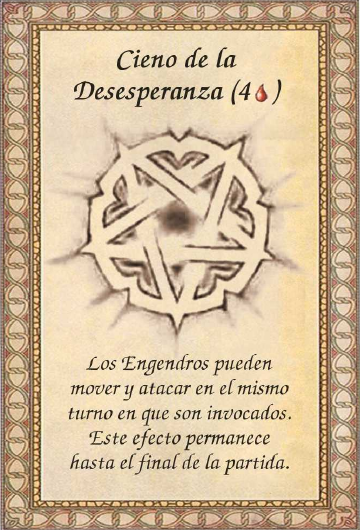 Cieno de la
Desesperanza (4🩸)
Los Engendros pueden
mover y atacar en el mismo
turno en que son invocados.
Este efecto permanece
hasta el final de la partida.